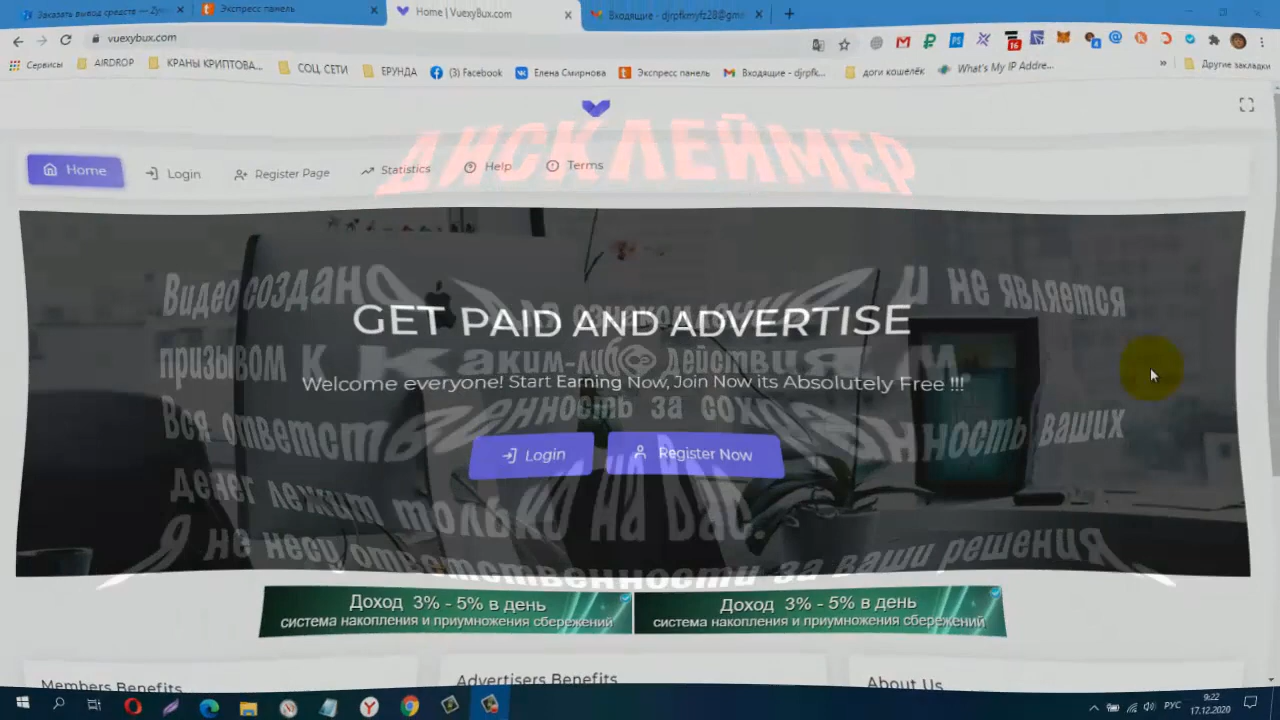 Заказать вывод средств —
Экспресс панель
Home | VuexyBux.com
Входящие - djrpfkmyfz28@gmai
vuexybux.com
Сервисы
AIRDROP
КРАНЫ КРИПТОВА...
СОЦ. СЕТИ
ЕРУНДА
(3) Facebook
Елена Смирнова
Экспресс панель
Входящие - djrpfk...
доги кошелёк
What's My IP Addre...
»
Другие закладки
16
4
ДИСКЛЕЙМЕР
Home
Login
Register Page
Statistics
Help
Terms
Видео создано для ознакомления и не является
GET PAID AND ADVERTISE
призывом к каким-либо действиям
Welcome everyone! Start Earning Now, Join Now its Absolutely Free !!!
Вся ответственность за сохранность ваших
Login
Register Now
денег лежит только на Вас.
Я не несу ответственности за ваши решения
Доход 3% - 5% в день
система накопления и приумножения сбережений
Доход 3% - 5% в день
система накопления и приумножения сбережений
Members Benefits
Advertisers Benefits
About Us
РУС
9:22
17.12.2020